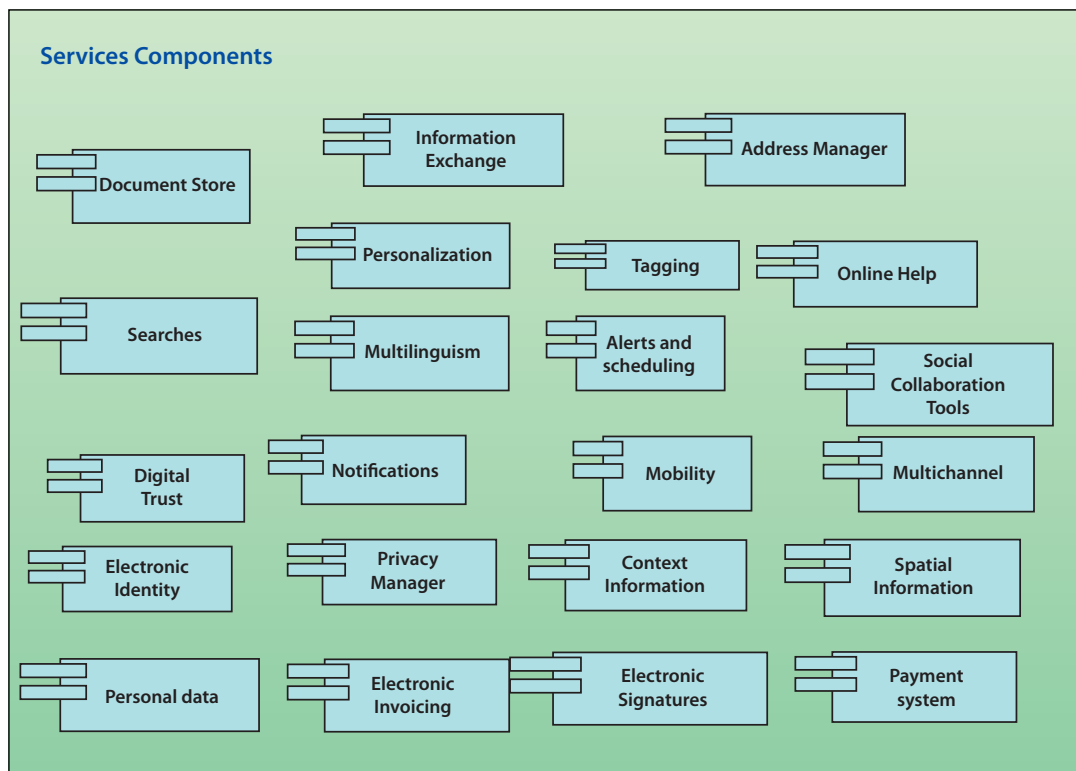 Services Components
Information
Exchange
Address Manager
Document Store
Personalization
Tagging
Online Help
Searches
Multilinguism
Alerts and
scheduling
Social
Collaboration
Tools
Digital
Trust
Notifications
Mobility
Multichannel
Electronic
Identity
Privacy
Manager
Context
Information
Spatial
Information
Personal data
Electronic
Invoicing
Electronic
Signatures
Payment
system